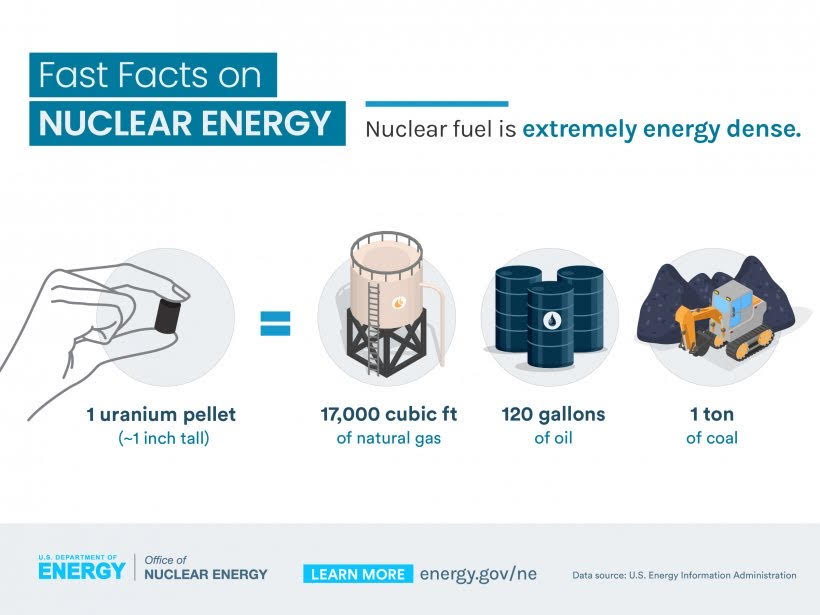 Fast Facts on
NUCLEAR ENERGY
Nuclear fuel is extremely energy dense.
=
1 uranium pellet
(~1 inch tall)
17,000 cubic ft
of natural gas
120 gallons
of oil
1 ton
of coal
U.S. DEPARTMENT OF
ENERGY
Office of
NUCLEAR ENERGY
LEARN MORE energy.gov/ne
Data source: U.S. Energy Information Administration